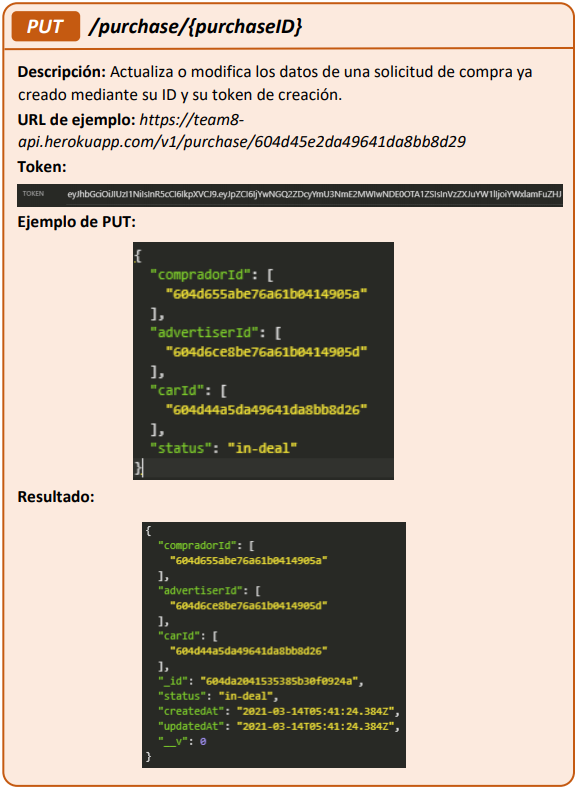 PUT /purchase/{purchaseID}
Descripción: Actualiza o modifica los datos de una solicitud de compra ya
creado mediante su ID y su token de creación.
URL de ejemplo: https://team8-
api.herokuapp.com/v1/purchase/604d45e2da49641da8bb8d29
Token:
TOKEN
Ejemplo de PUT:
{
"compradorId": [
"604d655abe76a61b0414905a"
],
"advertiserId": [
"604d6ce8be76a61b0414905d"
],
"carId": [
"604d44a5da49641da8bb8d26"
],
"status": "in-deal"
}
Resultado:
{
"compradorId": [
"604d655abe76a61b0414905a"
],
"advertiserId": [
"604d6ce8be76a61b0414905d"
],
"carId": [
"604d44a5da49641da8bb8d26"
],
"_id": "604da2041535385b30f0924a",
"status": "in-deal",
"createdAt": "2021-03-14T05:41:24.384Z",
"updatedAt": "2021-03-14T05:41:24.384Z",
"__v": 0
}